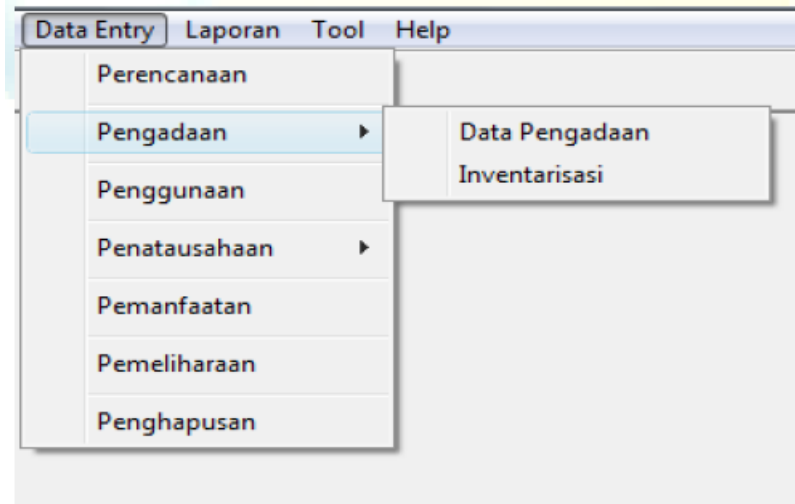 Data Entry Laporan Tool Help
Perencanaan
Pengadaan
Data Pengadaan
Inventarisasi
Penggunaan
Penatausahaan
Pemanfaatan
Pemeliharaan
Penghapusan